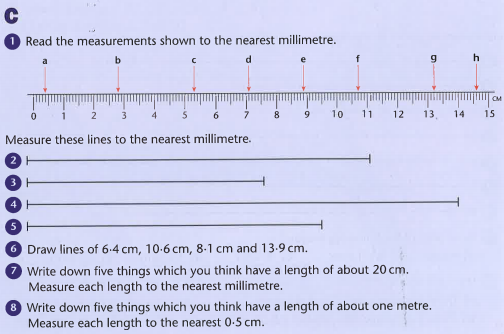 C
1 Read the measurements shown to the nearest millimetre.
a b c d e f g h
0 1 2 3 4 5 6 7 8 9 10 11 12 13 14 15 CM
Measure these lines to the nearest millimetre.
2
3
4
5
6 Draw lines of 6·4 cm, 10·6 cm, 8·1 cm and 13·9 cm.
7 Write down five things which you think have a length of about 20 cm.
Measure each length to the nearest millimetre.
8 Write down five things which you think have a length of about one metre.
Measure each length to the nearest 0·5 cm.